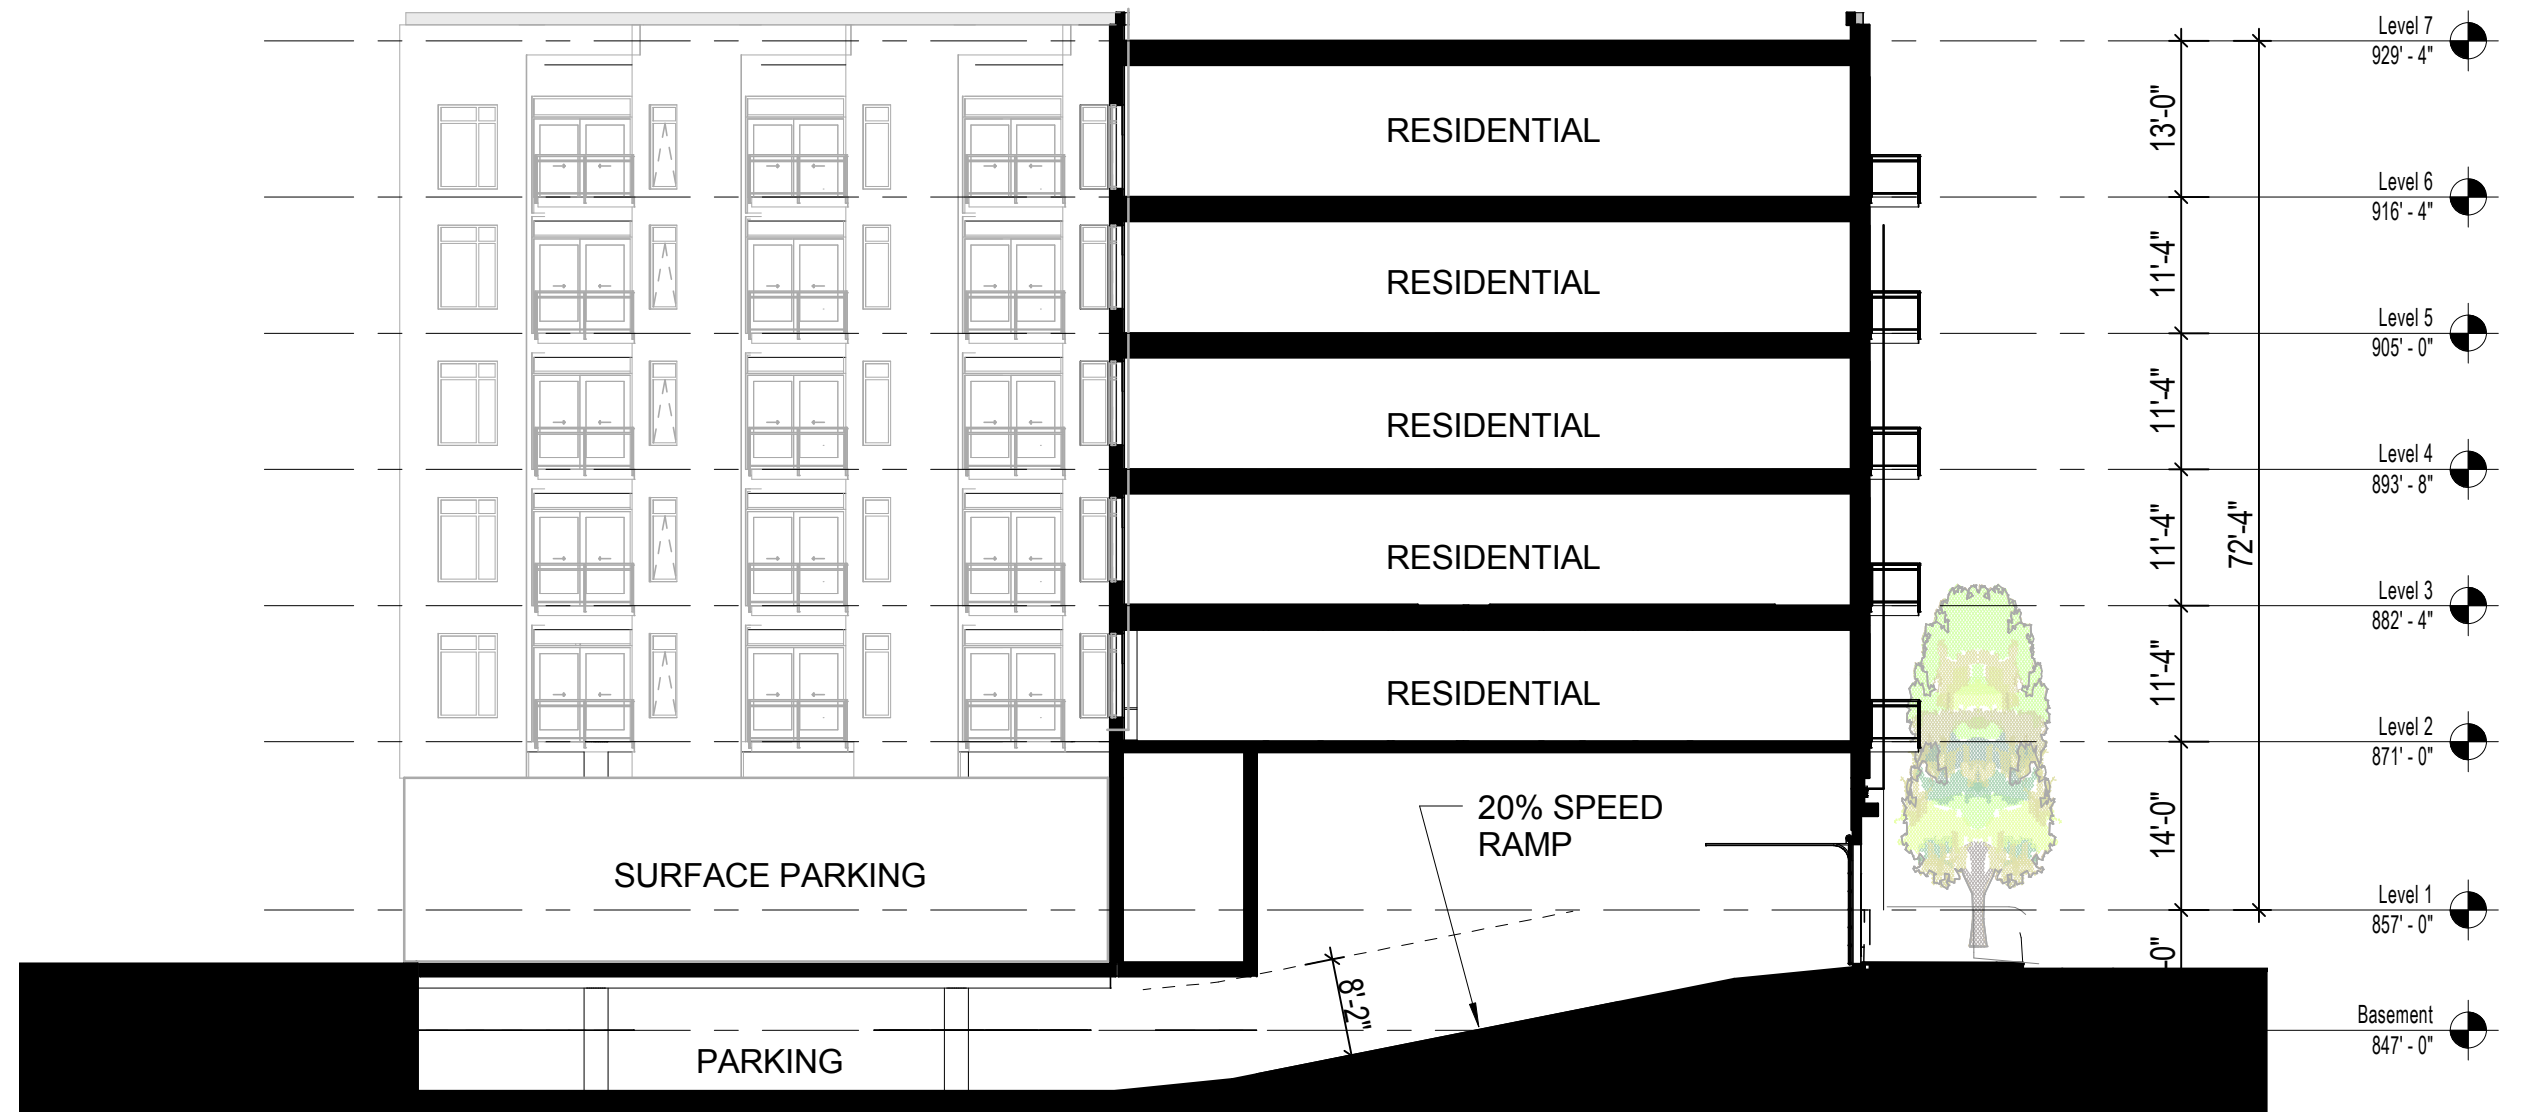 Level 7
929' - 4"
13'-0"
RESIDENTIAL
Level 6
916' - 4"
11'-4"
RESIDENTIAL
Level 5
905' - 0"
11'-4"
RESIDENTIAL
Level 4
893' - 8"
11'-4"
72'-4"
RESIDENTIAL
Level 3
882' - 4"
11'-4"
RESIDENTIAL
Level 2
871' - 0"
20% SPEED
RAMP
14'-0"
SURFACE PARKING
Level 1
857' - 0"
-0"
8'-2"
Basement
847' - 0"
PARKING